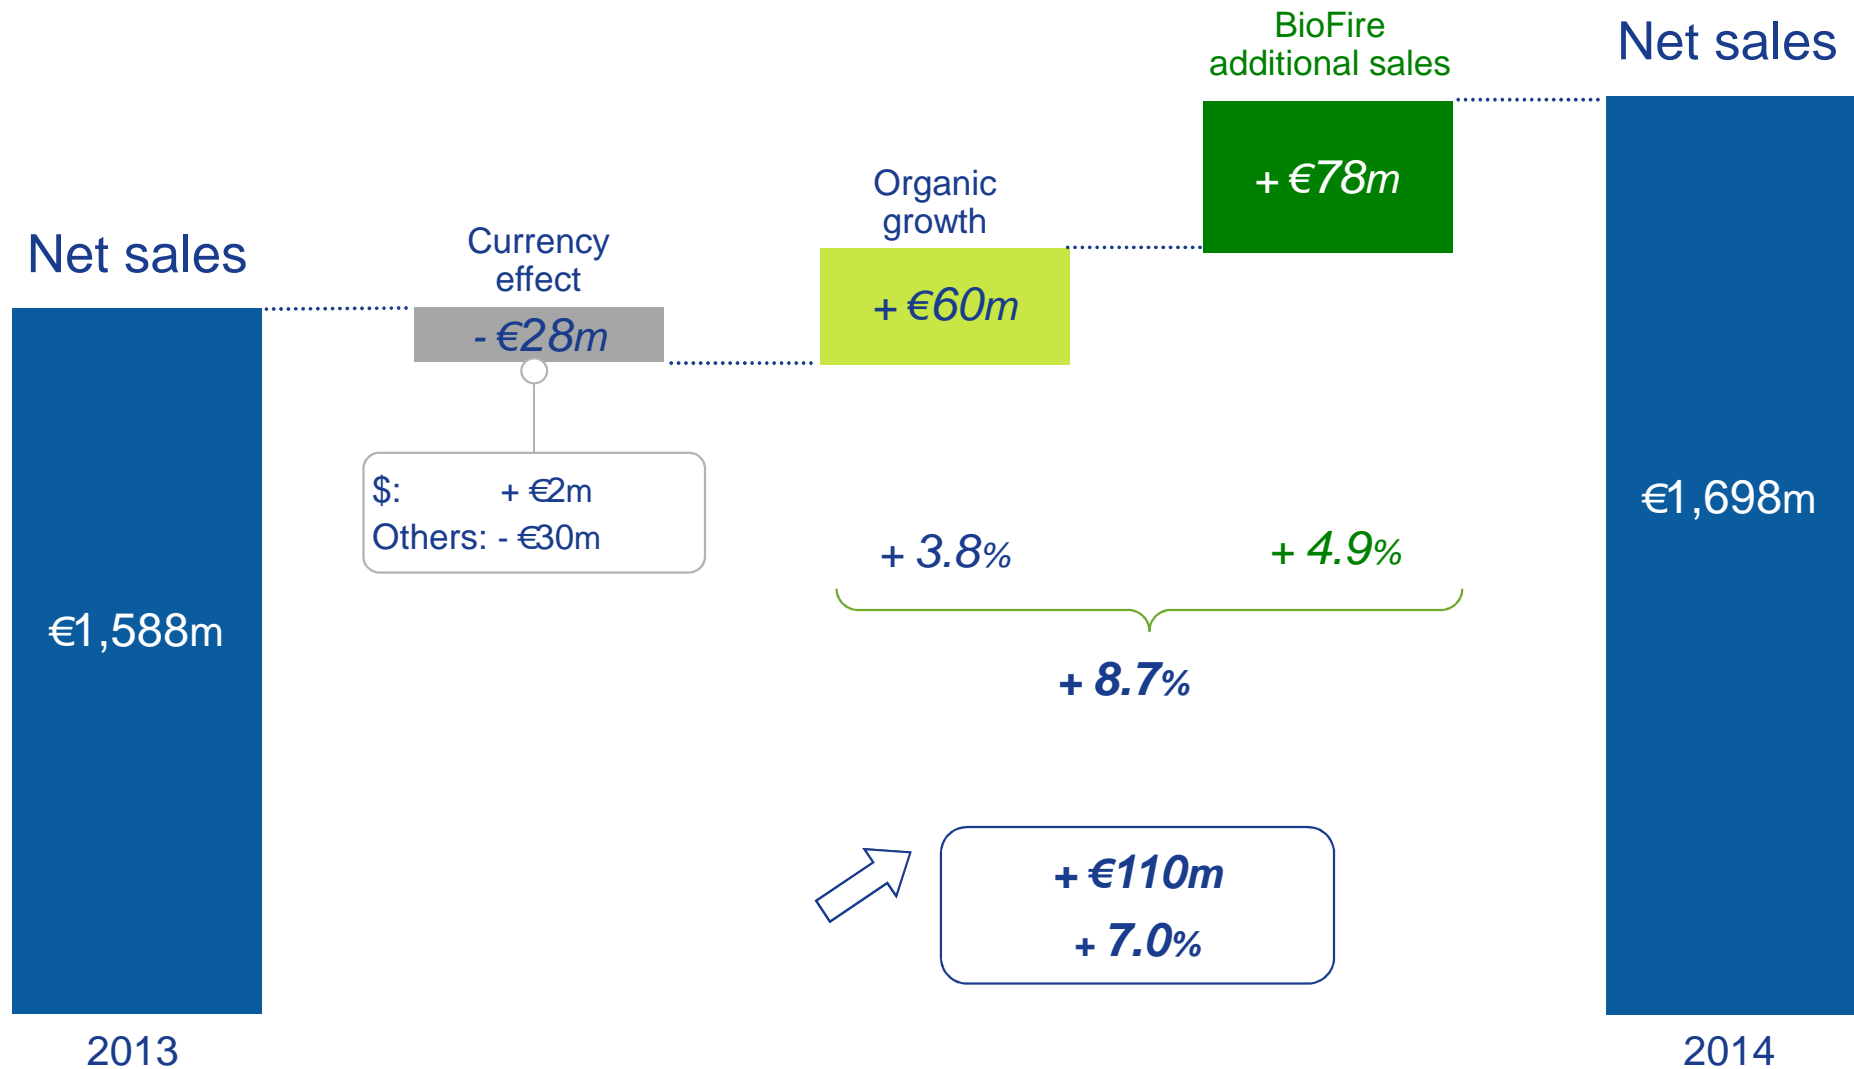 Net sales
€1,588m
2013
Currency
effect
- €28m
$: + €2m
Others: - €30m
Organic
growth
+ €60m
BioFire
additional sales
+ €78m
+ 3.8%
+ 4.9%
+ 8.7%
+ €110m
+ 7.0%
Net sales
€1,698m
2014